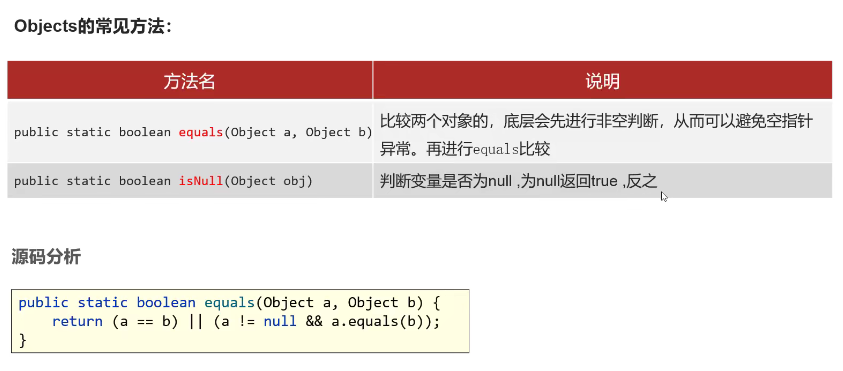 Objects的常见方法：
方法名 说明
public static boolean equals(Object a, Object b) 比较两个对象的，底层会先进行非空判断，从而可以避免空指针
异常。再进行equals比较
public static boolean isNull(Object obj) 判断变量是否为null ,为null返回true ,反之
源码分析
public static boolean equals(Object a, Object b) {
    return (a == b) || (a != null && a.equals(b));
}